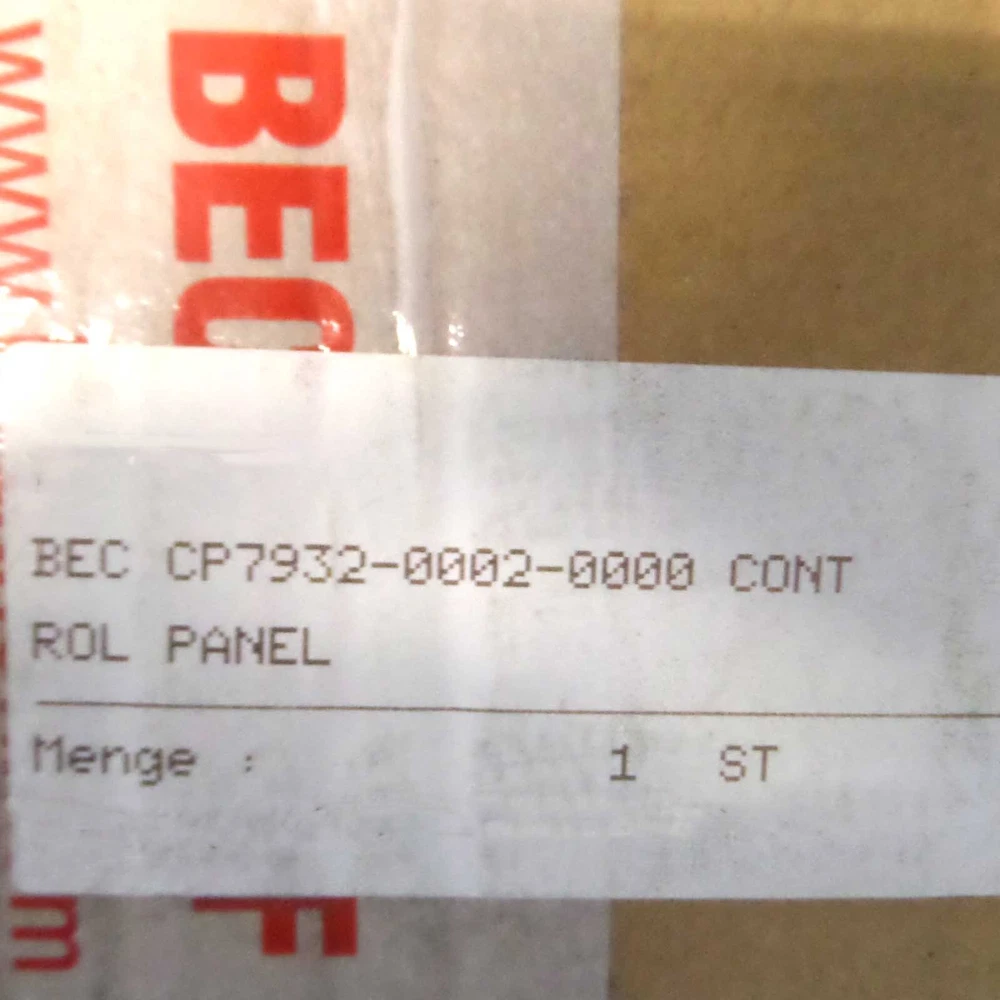 BEC CP7932-0002-0000 CONT
ROL PANEL
Menge : 1 ST